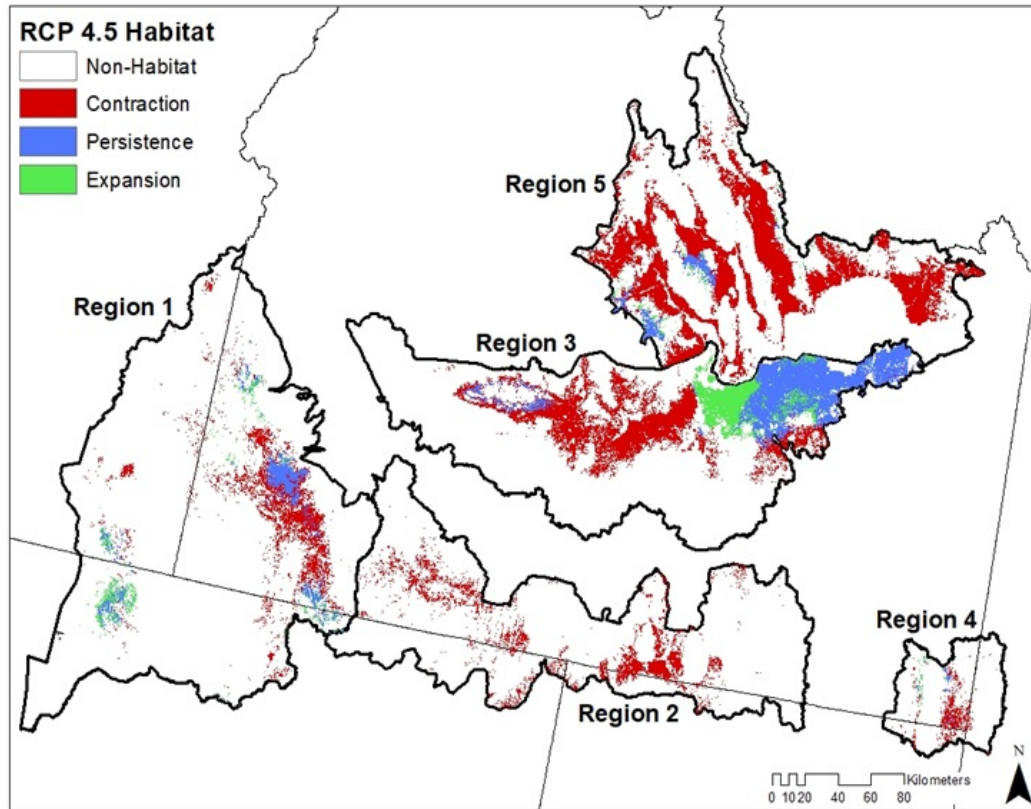 RCP 4.5 Habitat
Non-Habitat
Contraction
Persistence
Expansion
Region 5
Region 1
Region 3
Region 4
Region 2
N
Kilometers
0 10 20 40 60 80